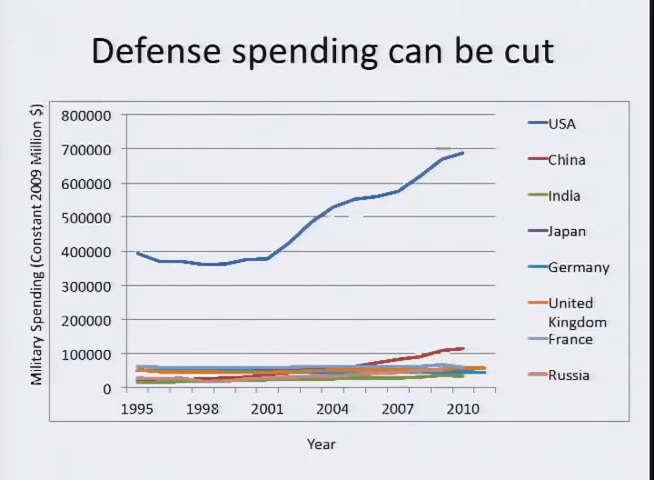 Defense spending can be cut
Military Spending (Constant 2009 Million $)
800000
700000
600000
500000
400000
300000
200000
100000
0
1995 1998 2001 2004 2007 2010
Year
USA
China
India
Japan
Germany
United
Kingdom
France
Russia